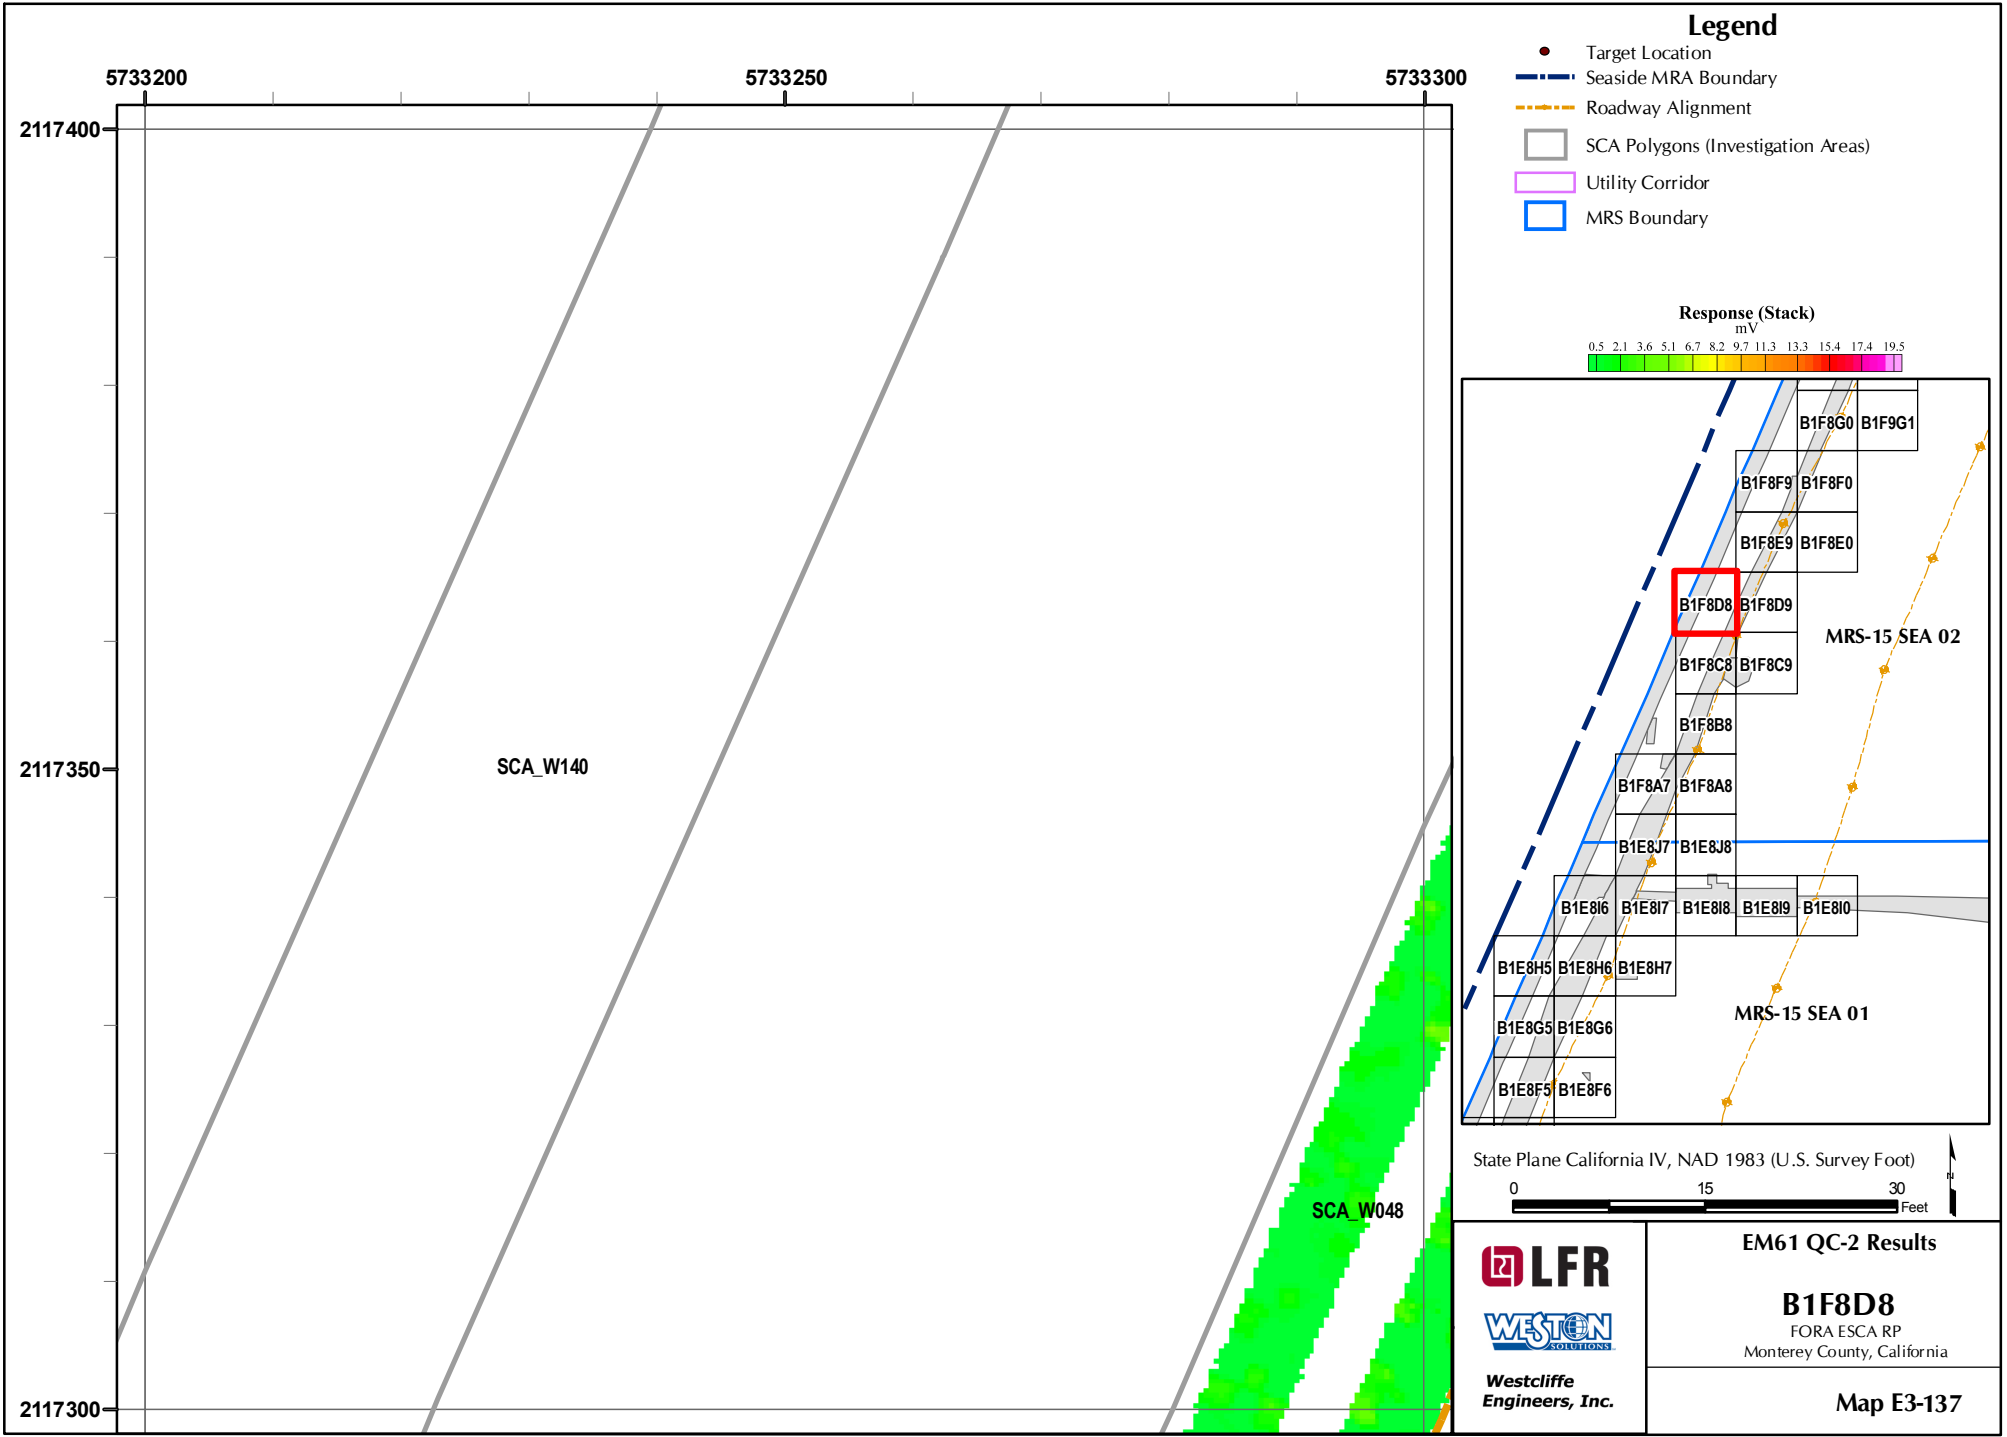 Legend
Target Location
Seaside MRA Boundary
Roadway Alignment
SCA Polygons (Investigation Areas)
Utility Corridor
MRS Boundary
5733200 5733250 5733300
2117400
2117350
2117300
SCA_W140
SCA_W048
Response (Stack)
mV
0.5 2.1 3.6 5.1 6.7 8.2 9.7 11.3 13.3 15.4 17.4 19.5
B1F8G0 B1F9G1
B1F8F9 B1F8F0
B1F8E9 B1F8E0
B1F8D8 B1F8D9
MRS-15 SEA 02
B1F8C8 B1F8C9
B1F8B8
B1F8A7 B1F8A8
B1E8J7 B1E8J8
B1E8I6 B1E8I7 B1E8I8 B1E8I9 B1E8I0
B1E8H5 B1E8H6 B1E8H7
MRS-15 SEA 01
B1E8G5 B1E8G6
B1E8F5 B1E8F6
State Plane California IV, NAD 1983 (U.S. Survey Foot)
N
0 15 30
Feet
LFR
WESTON
SOLUTIONS
Westcliffe
Engineers, Inc.
EM61 QC-2 Results
B1F8D8
FORA ESCA RP
Monterey County, California
Map E3-137